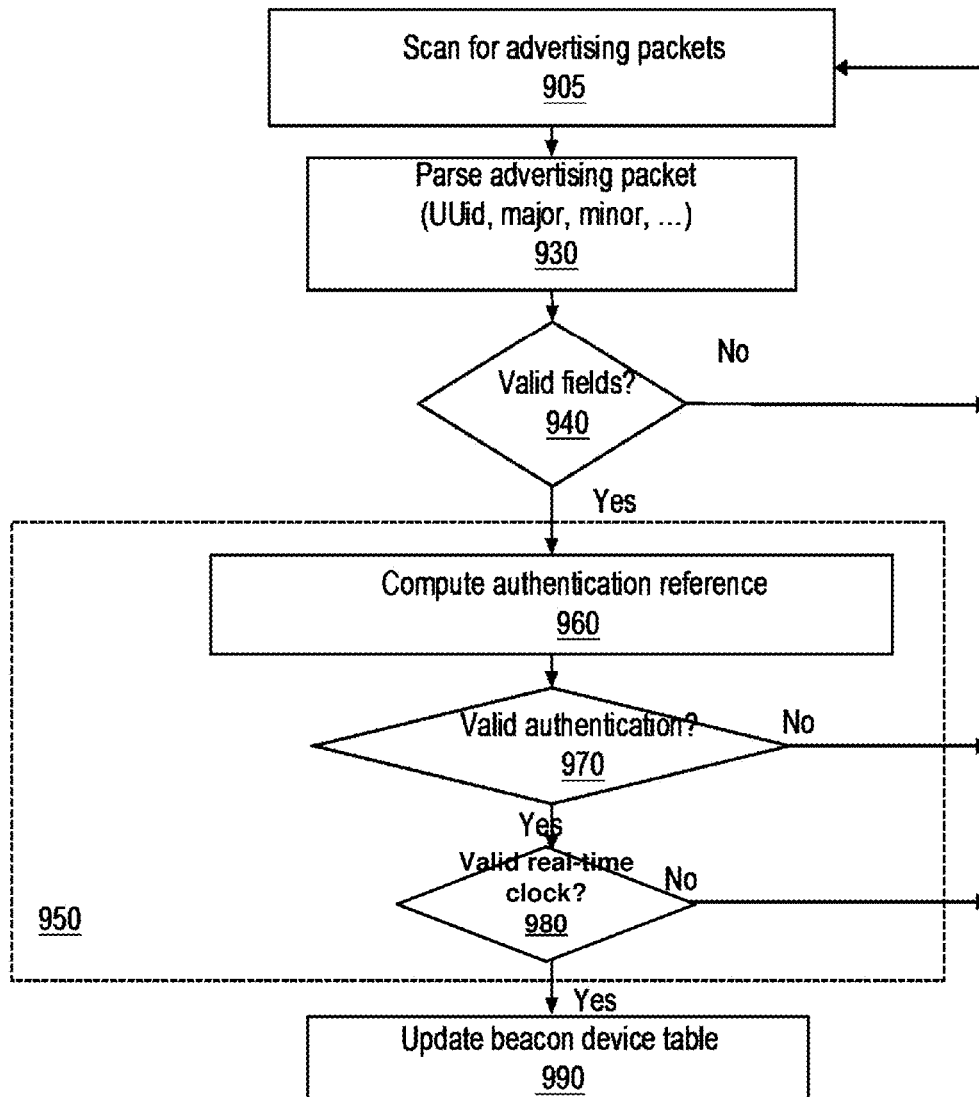 Scan for advertising packets
905
Parse advertising packet
(UUid, major, minor, ...)
930
No
Valid fields?
940
Yes
Compute authentication reference
960
Valid authentication?
No
970
Yes
Valid real-time
clock?
No
980
950
Yes
Update beacon device table
990